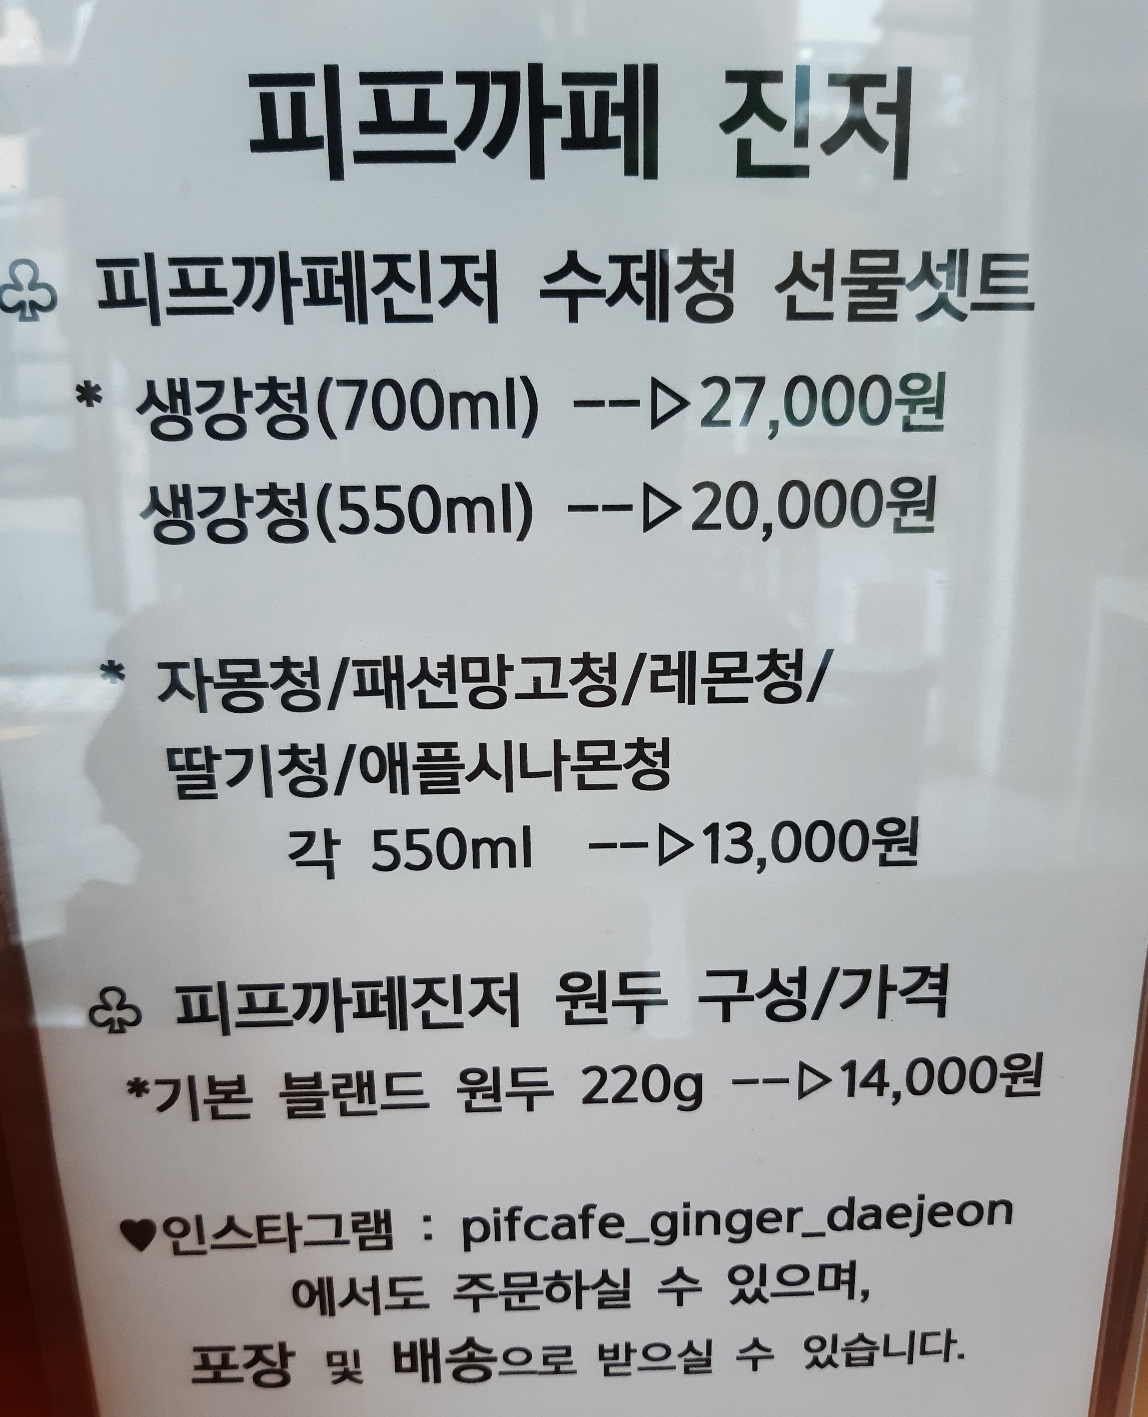 피프까페 진저
♧ 피프까페진저 수제청 선물셋트
* 생강청(700ml) --▷27,000원
생강청(550ml) --▷20,000원
* 자몽청/패션망고청/레몬청/
딸기청/애플시나몬청
각 550ml --▷13,000원
♧ 피프까페진저 원두 구성/가격
*기본 블랜드 원두 220g --▷14,000원
♥인스타그램 : pifcafe_ginger_daejeon
에서도 주문하실 수 있으며,
포장 및 배송으로 받으실 수 있습니다.